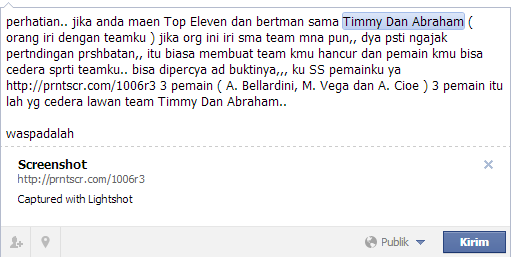 perhatian.. jika anda maen Top Eleven dan bertman sama Timmy Dan Abraham (
orang iri dengan teamku ) jika org ini iri sma team mna pun,, dya psti ngajak
pertndingan prshbatan,, itu biasa membuat team kmu hancur dan pemain kmu bisa
cedera sprti teamku.. bisa dipercya ad buktinya,,, ku SS pemainku ya
http://prntscr.com/1006r3 3 pemain ( A. Bellardini, M. Vega dan A. Cioe ) 3 pemain itu
lah yg cedera lawan team Timmy Dan Abraham..
waspadalah
Screenshot
http://prntscr.com/1006r3
Captured with Lightshot
Publik
Kirim